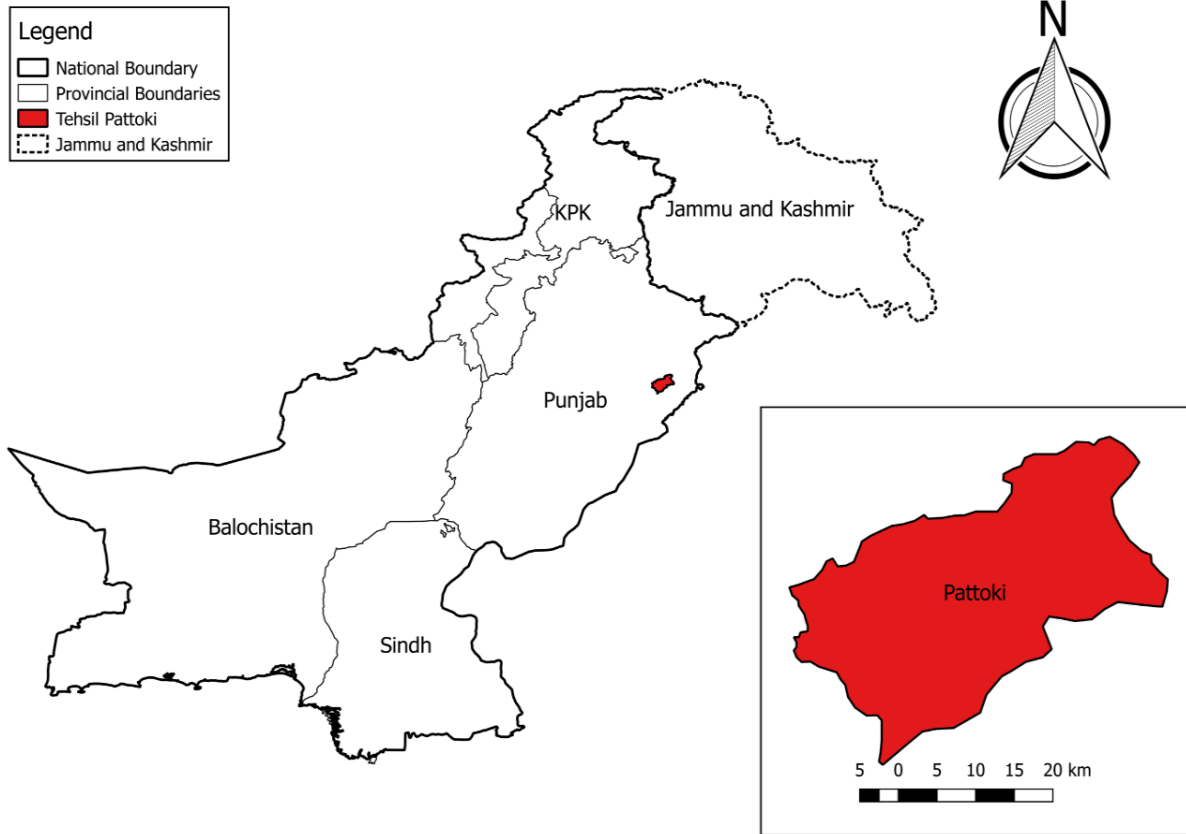 Legend
National Boundary
Provincial Boundaries
Tehsil Pattoki
Jammu and Kashmir
N
KPK
Jammu and Kashmir
Punjab
Balochistan
Sindh
Pattoki
5 0 5 10 15 20 km